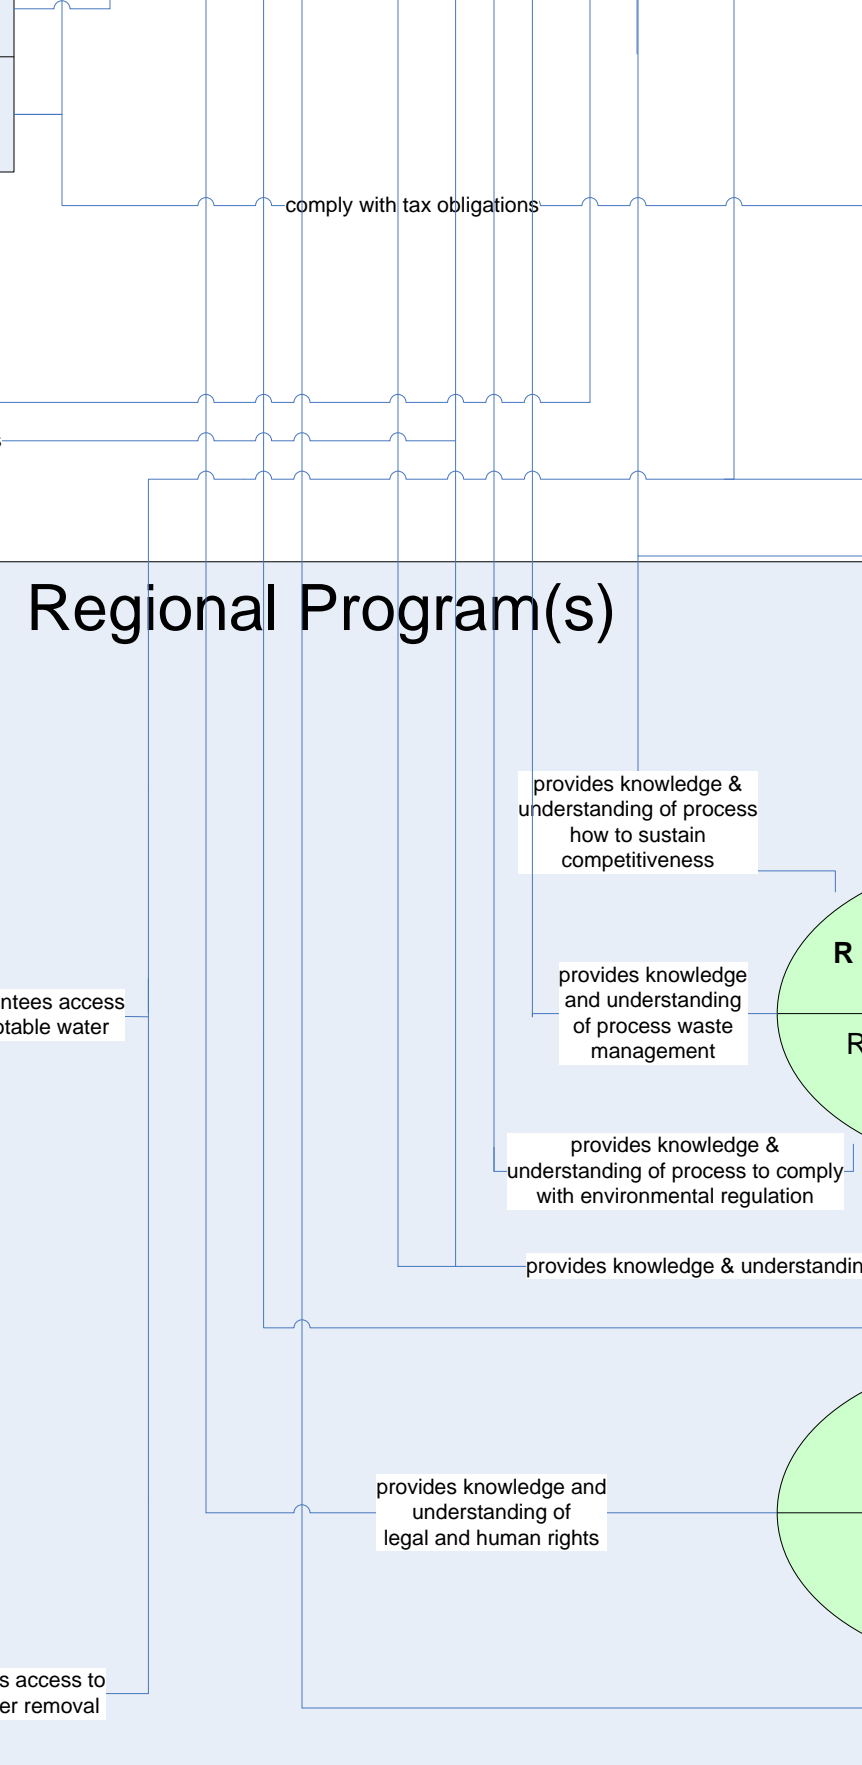 comply with tax obligations
Regional Program(s)
provides knowledge &
understanding of process
how to sustain
competitiveness
R
provides knowledge
and understanding
of process waste
management
R
ntees access
otable water
provides knowledge &
understanding of process to comply
with environmental regulation
provides knowledge & understandin
provides knowledge and
understanding of
legal and human rights
s access to
er removal